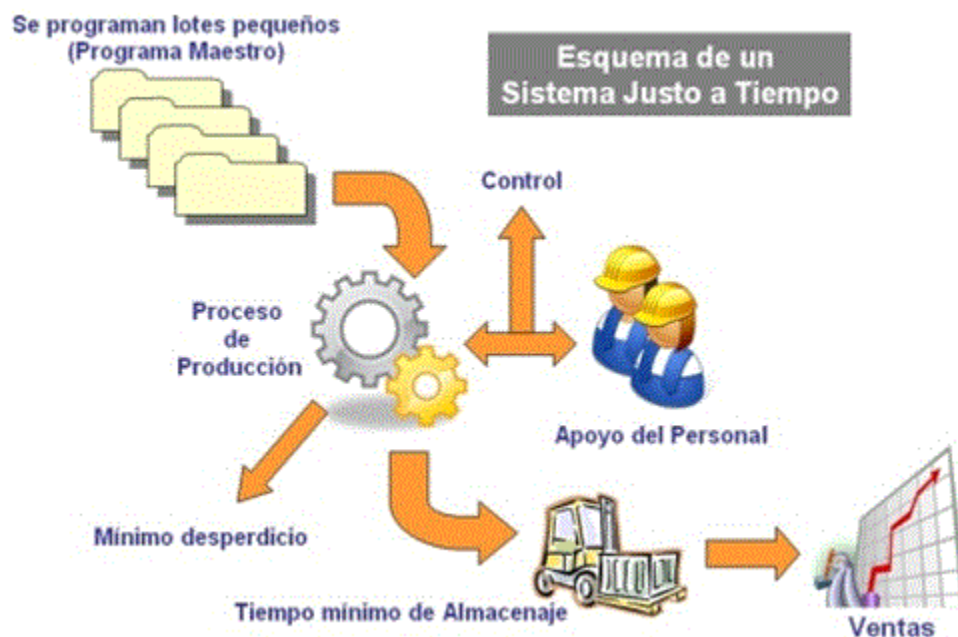 Se programan lotes pequeños
(Programa Maestro)
Esquema de un
Sistema Justo a Tiempo
Control
Proceso
de
Producción
Apoyo del Personal
Mínimo desperdicio
Tiempo mínimo de Almacenaje
Ventas